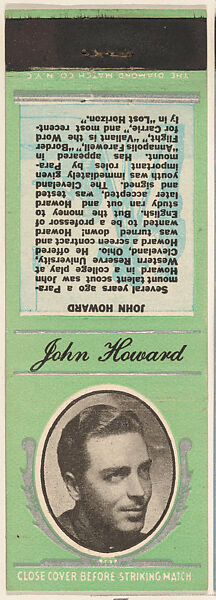 THE DIAMOND MATCH CO. N.Y.C.
JOHN HOWARD
Several years ago a Para-
mount talent scout saw John
Howard in a college play at
Western Reserve University,
Cleveland, Ohio. He offered
Howard a screen contract and
was turned down! Howard
wanted to be a professor of
English. But the money to
study ran out and Howard
later accepted, was tested
and signed. The Cleveland
youth was immediately given
important roles by Para-
mount. Has appeared in
"Annapolis Farewell," "Border
Flight," "Valiant Is the Word
for Carrie," and most recent-
ly in "Lost Horizon."
John Howard
CLOSE COVER BEFORE STRIKING MATCH